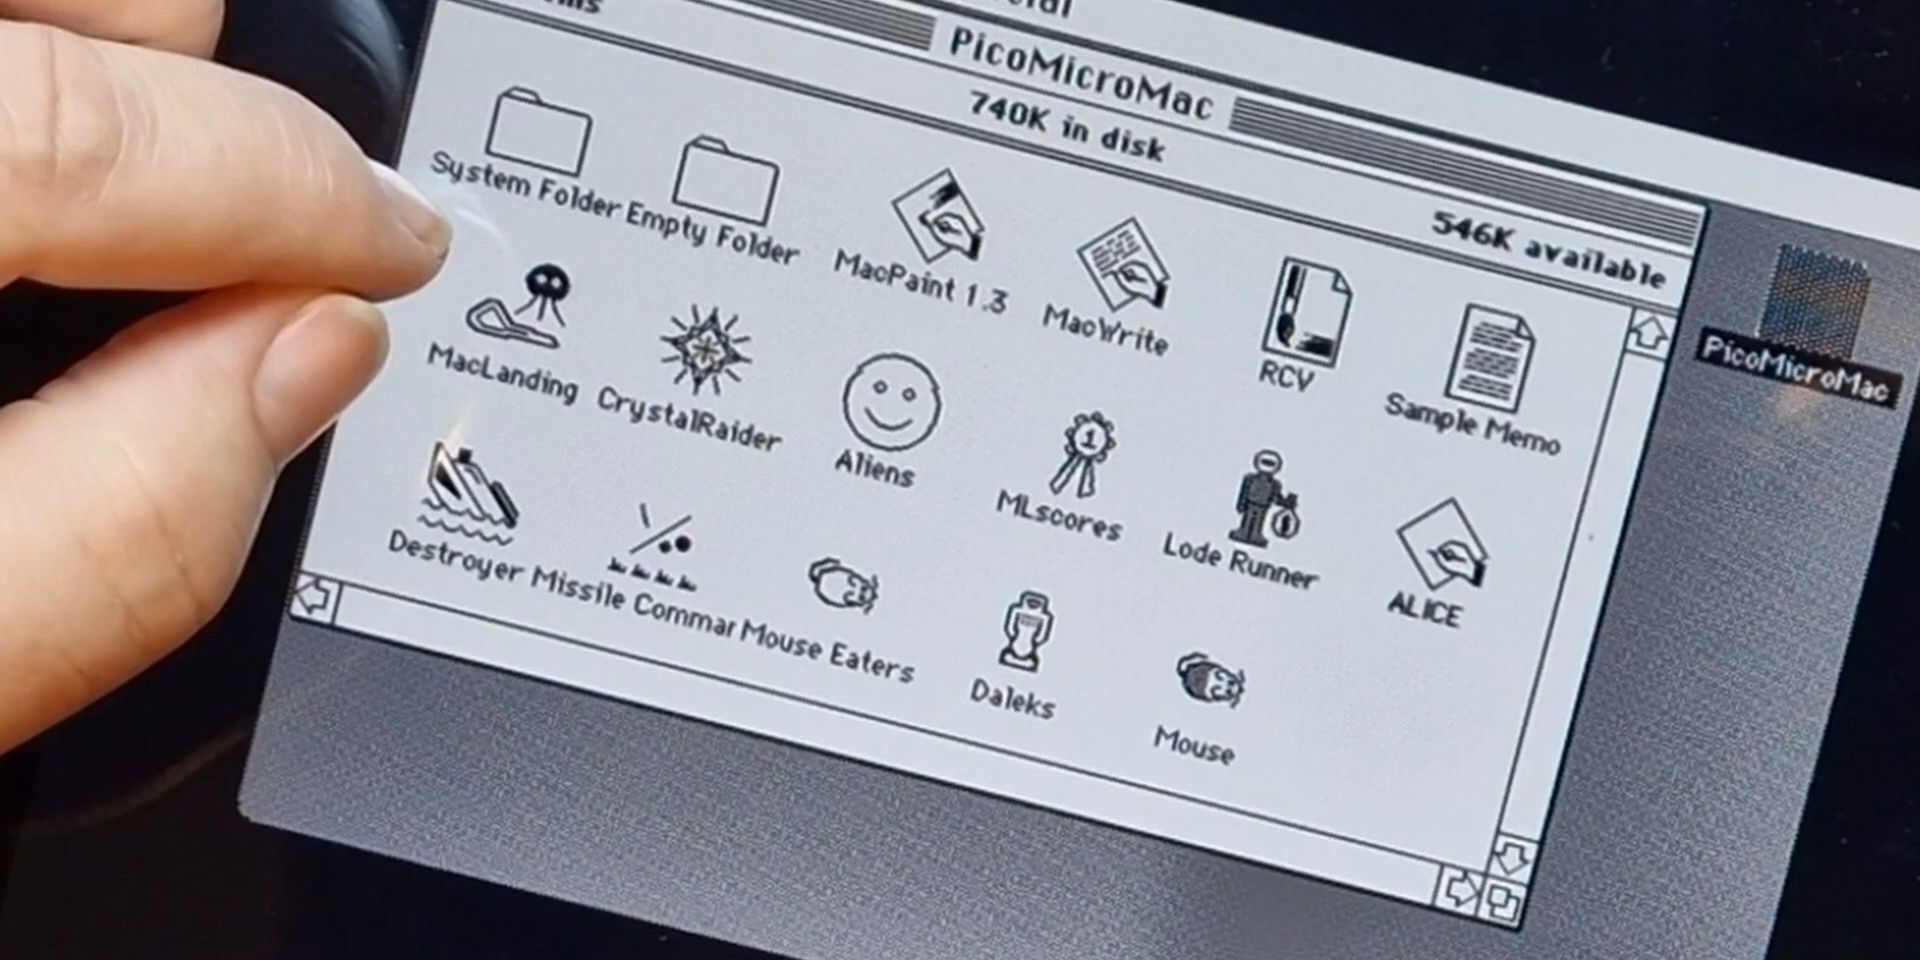 PicoMicroMac
740K in disk
546K available
System Folder
Empty Folder
MacPaint 1.3
MacWrite
RCV
Sample Memo
MacLanding
CrystalRaider
Aliens
MLscores
Lode Runner
ALICE
Destroyer
Missile Commar
Mouse Eaters
Daleks
Mouse
PicoMicroMac